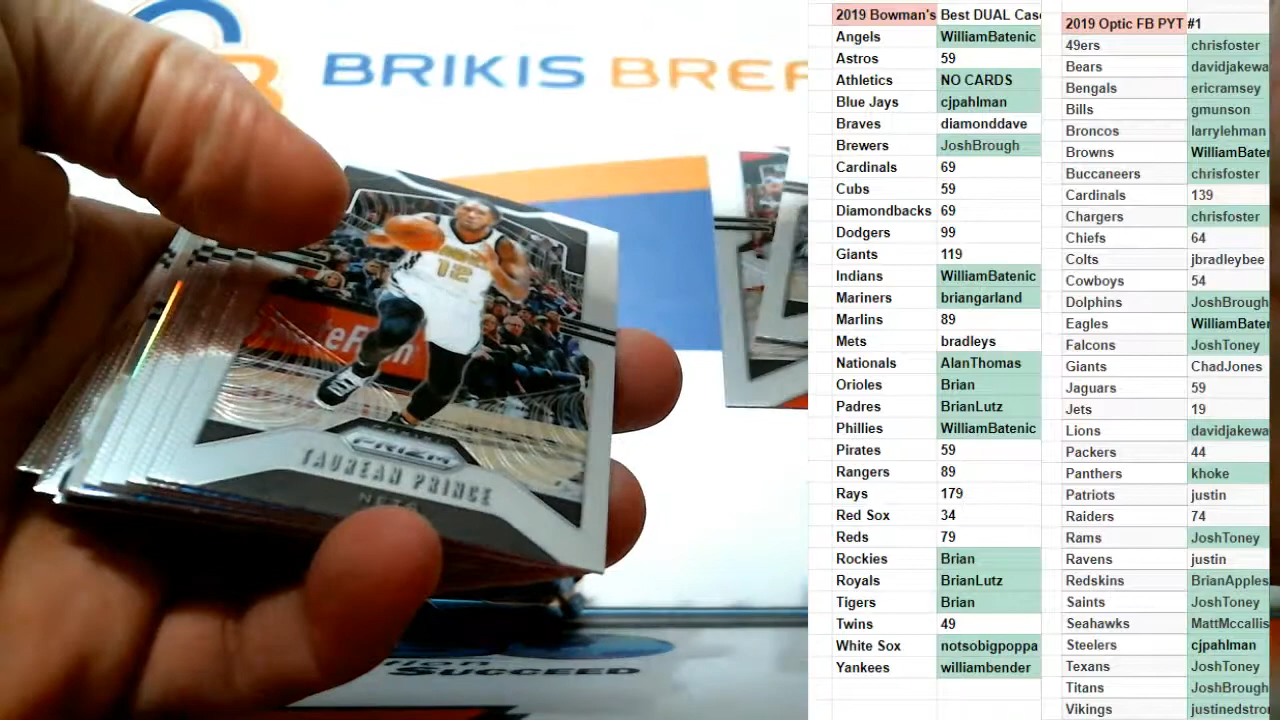 BRIKIS BREA
12
PRIZM
TAUREAN PRINCE
NETS
SUCCEED
2019 Bowman's Best DUAL Case
Angels WilliamBatenic
Astros 59
Athletics NO CARDS
Blue Jays cjpahlman
Braves diamonddave
Brewers JoshBrough
Cardinals 69
Cubs 59
Diamondbacks 69
Dodgers 99
Giants 119
Indians WilliamBatenic
Mariners briangarland
Marlins 89
Mets bradleys
Nationals AlanThomas
Orioles Brian
Padres BrianLutz
Phillies WilliamBatenic
Pirates 59
Rangers 89
Rays 179
Red Sox 34
Reds 79
Rockies Brian
Royals BrianLutz
Tigers Brian
Twins 49
White Sox notsobigpoppa
Yankees williambender
2019 Optic FB PYT #1
49ers chrisfoster
Bears davidjakewa
Bengals ericramsey
Bills gmunson
Broncos larrylehman
Browns WilliamBater
Buccaneers chrisfoster
Cardinals 139
Chargers chrisfoster
Chiefs 64
Colts jbradleybee
Cowboys 54
Dolphins JoshBrough
Eagles WilliamBater
Falcons JoshToney
Giants ChadJones
Jaguars 59
Jets 19
Lions davidjakewa
Packers 44
Panthers khoke
Patriots justin
Raiders 74
Rams JoshToney
Ravens justin
Redskins BrianApples
Saints JoshToney
Seahawks MattMccallis
Steelers cjpahlman
Texans JoshToney
Titans JoshBrough
Vikings justinedstro